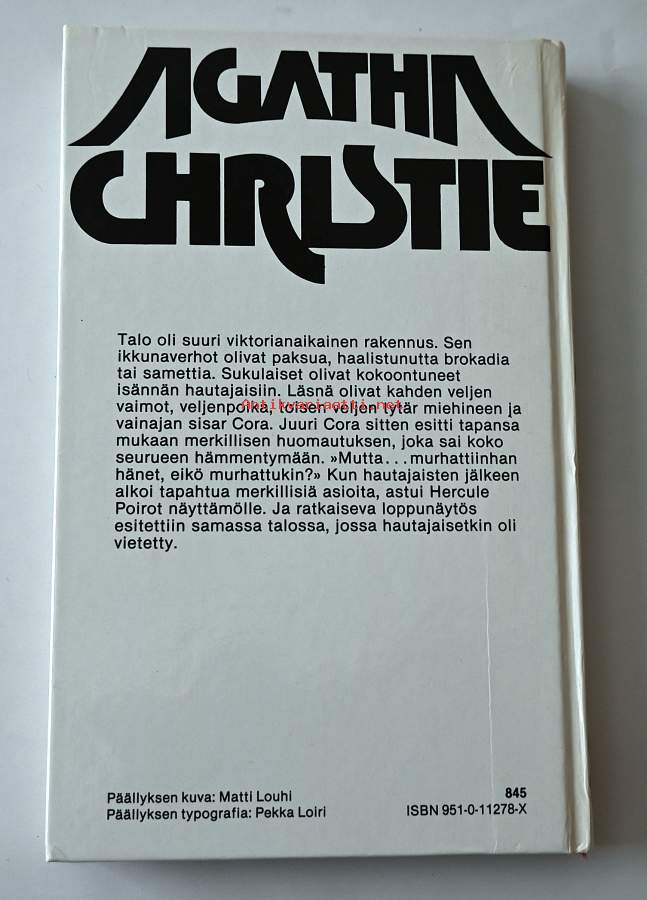 AGATHA
CHRISTIE
Talo oli suuri viktorianaikainen rakennus. Sen
ikkunaverhot olivat paksua, haalistunutta brokadia
tai samettia. Sukulaiset olivat kokoontuneet
isännän hautajaisiin. Läsnä olivat kahden veljen
Antikvariaatti.net
vaimot, veljenpoika, toisen veljen tytär miehineen ja
vainajan sisar Cora. Juuri Cora sitten esitti tapansa
mukaan merkillisen huomautuksen, joka sai koko
seurueen hämmentymään. »Mutta... murhattiinhan
hänet, eikö murhattukin?» Kun hautajaisten jälkeen
alkoi tapahtua merkillisiä asioita, astui Hercule
Poirot näyttämölle. Ja ratkaiseva loppunäytös
esitettiin samassa talossa, jossa hautajaisetkin oli
vietetty.
845
Päällyksen kuva: Matti Louhi
Päällyksen typografia: Pekka Loiri
ISBN 951-0-11278-X